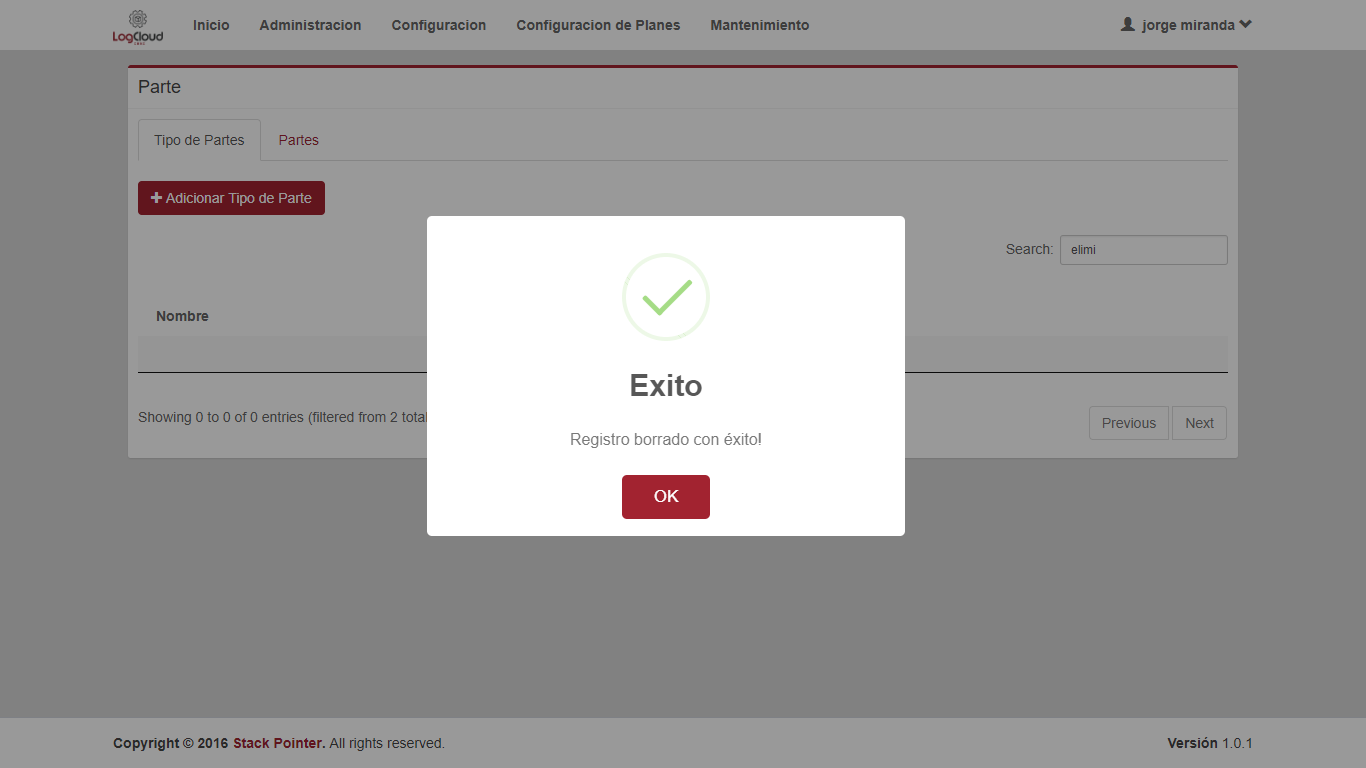 LogCloud
Inicio Administracion Configuracion Configuracion de Planes Mantenimiento jorge miranda
Parte
Tipo de Partes Partes
Adicionar Tipo de Parte
Search: elimi
Nombre
Exito
Registro borrado con éxito!
OK
Showing 0 to 0 of 0 entries (filtered from 2 total
Previous Next
Copyright © 2016 Stack Pointer. All rights reserved.
Versión 1.0.1